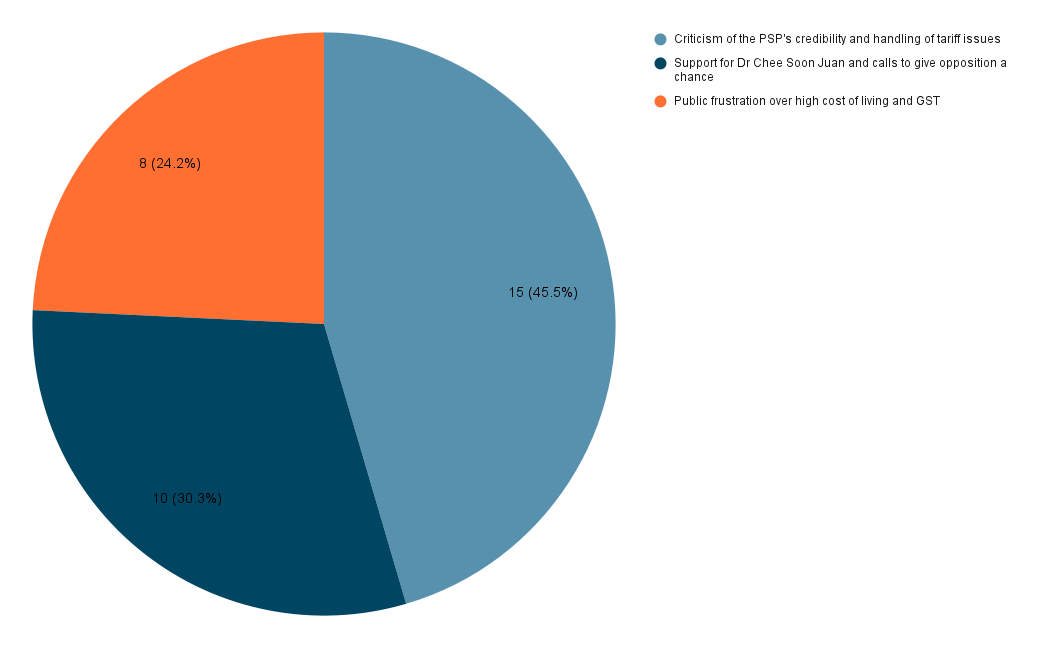 Criticism of the PSP's credibility and handling of tariff issues
Support for Dr Chee Soon Juan and calls to give opposition a
chance
Public frustration over high cost of living and GST
8 (24.2%)
15 (45.5%)
10 (30.3%)